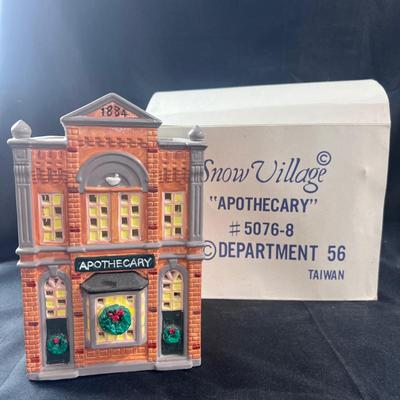 1884
APOTHECARY
Snow Village©
"APOTHECARY"
#5076-8
©DEPARTMENT 56
TAIWAN